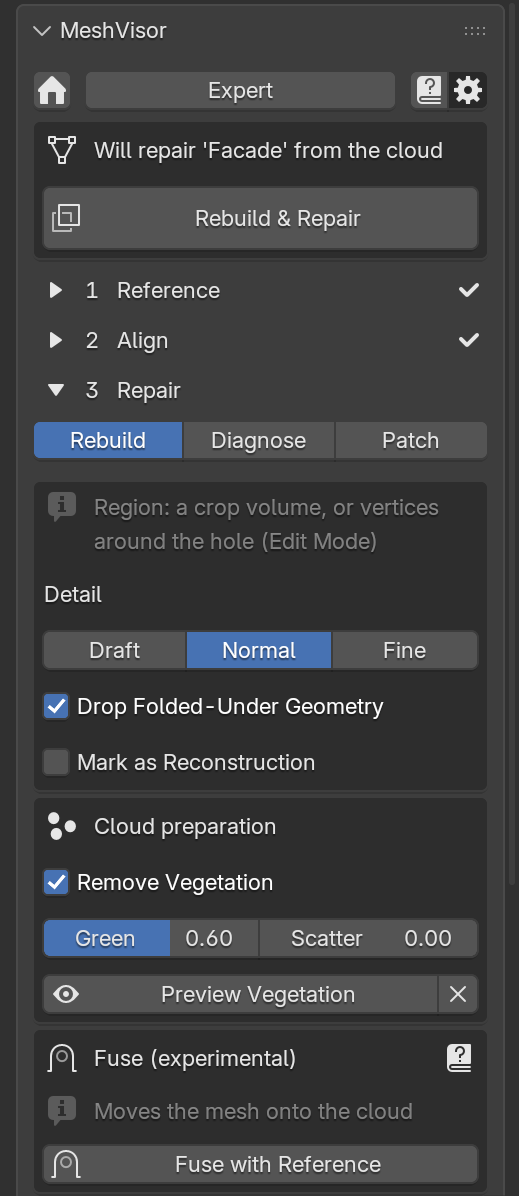 MeshVisor
Expert
Will repair 'Facade' from the cloud
Rebuild & Repair
1 Reference
2 Align
3 Repair
Rebuild Diagnose Patch
Region: a crop volume, or vertices
around the hole (Edit Mode)
Detail
Draft Normal Fine
Drop Folded-Under Geometry
Mark as Reconstruction
Cloud preparation
Remove Vegetation
Green 0.60 Scatter 0.00
Preview Vegetation
Fuse (experimental)
Moves the mesh onto the cloud
Fuse with Reference